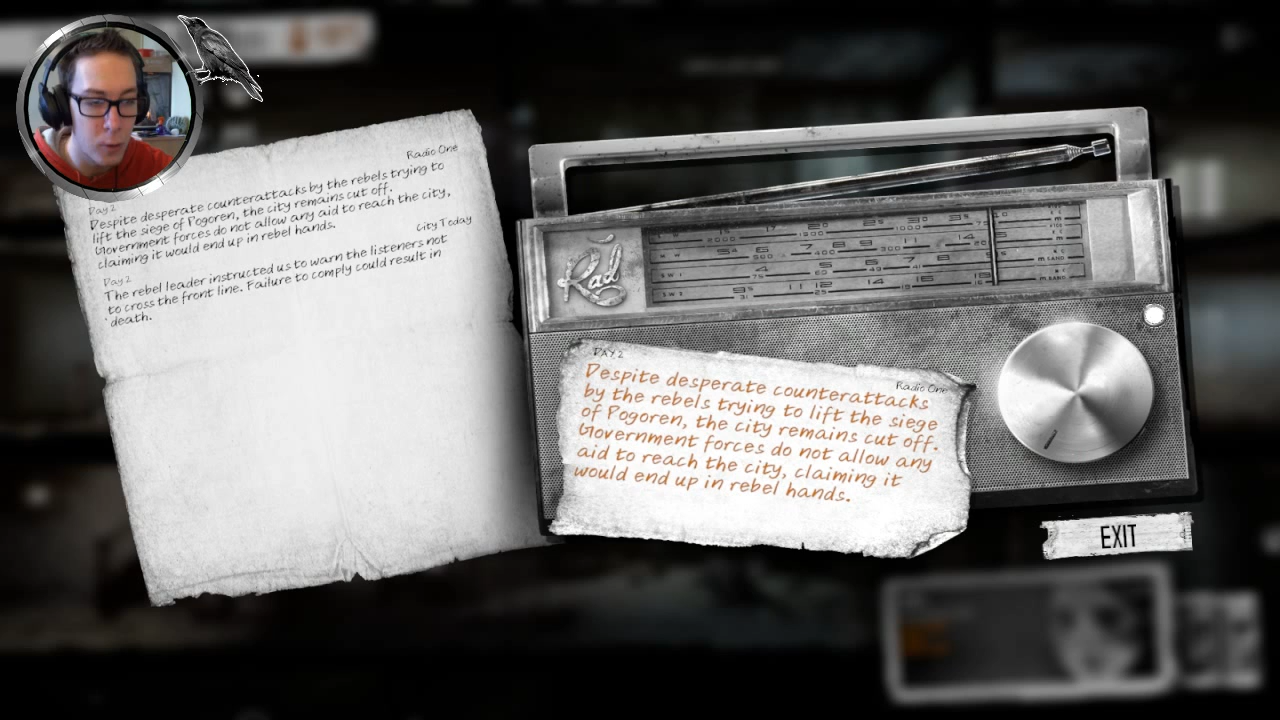 Radio One
Day 2
Despite desperate counterattacks by the rebels trying to
lift the siege of Pogoren, the city remains cut off.
Government forces do not allow any aid to reach the city,
claiming it would end up in rebel hands.
City Today
Day 2
The rebel leader instructed us to warn the listeners not
to cross the front line. Failure to comply could result in
death.
Rád
DAY 2
Radio One
Despite desperate counterattacks
by the rebels trying to lift the siege
of Pogoren, the city remains cut off.
Government forces do not allow any
aid to reach the city, claiming it
would end up in rebel hands.
EXIT